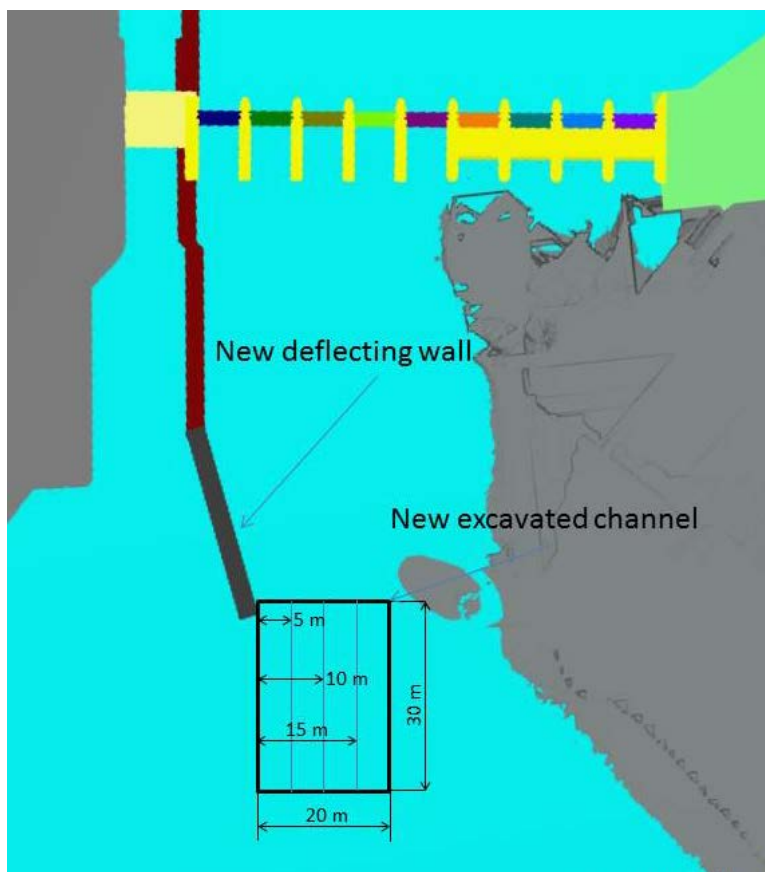 New deflecting wall
New excavated channel
5 m
10 m
15 m
30 m
20 m